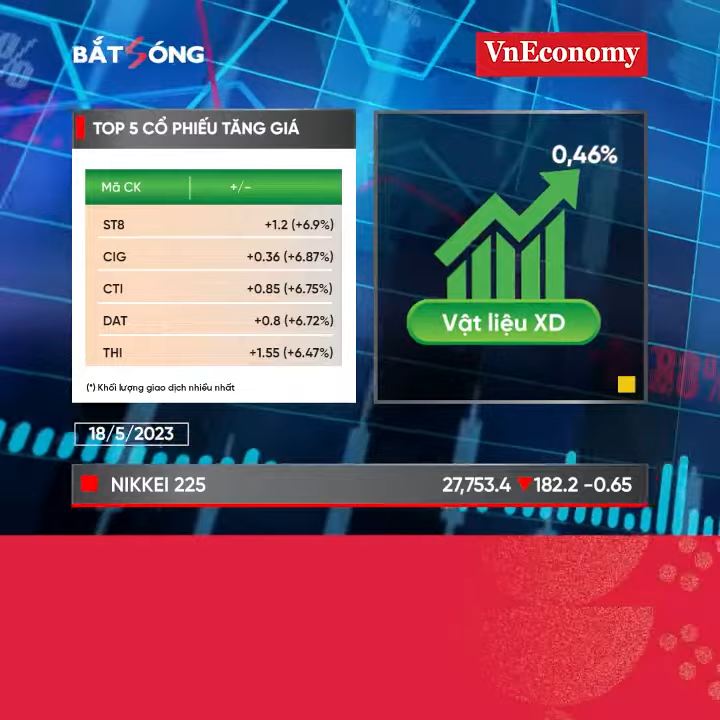 BẮT SÓNG
VnEconomy
TOP 5 CỔ PHIẾU TĂNG GIÁ
Mã CK +/-
ST8 +1.2 (+6.9%)
CIG +0.36 (+6.87%)
CTI +0.85 (+6.75%)
DAT +0.8 (+6.72%)
THI +1.55 (+6.47%)
(*) Khối lượng giao dịch nhiều nhất
0,46%
Vật liệu XD
18/5/2023
NIKKEI 225 27,753.4 ▼182.2 -0.65